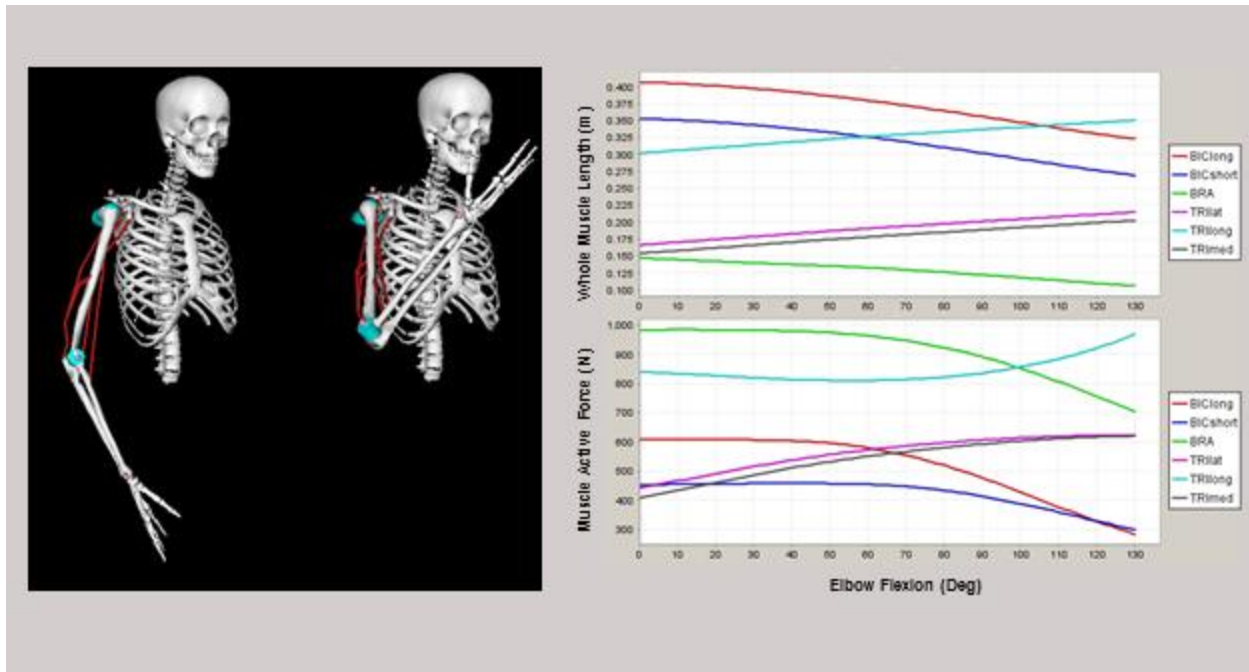 Whole Muscle Length (m)
0.400
0.375
0.350
0.325
0.300
0.275
0.250
0.225
0.200
0.175
0.150
0.125
0.100
0 10 20 30 40 50 60 70 80 90 100 110 120 130
BIClong
BICshort
BRA
TRIlat
TRIlong
TRImed
Muscle Active Force (N)
1.000
900
800
700
600
500
400
300
0 10 20 30 40 50 60 70 80 90 100 110 120 130
BIClong
BICshort
BRA
TRIlat
TRIlong
TRImed
Elbow Flexion (Deg)